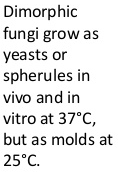 Dimorphic
fungi grow as
yeasts or
spherules in
vivo and in
vitro at 37°C,
but as molds at
25°C.